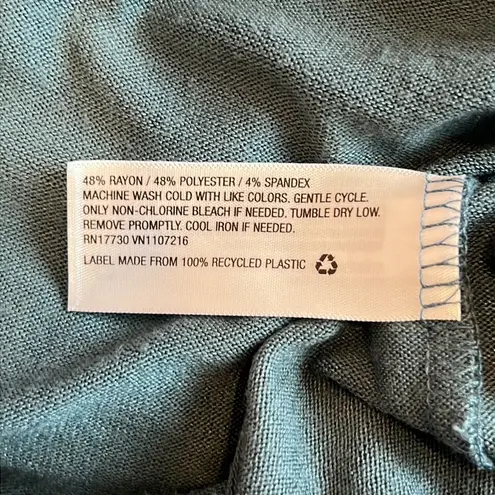 48% RAYON / 48% POLYESTER / 4% SPANDEX
MACHINE WASH COLD WITH LIKE COLORS. GENTLE CYCLE.
ONLY NON-CHLORINE BLEACH IF NEEDED. TUMBLE DRY LOW.
REMOVE PROMPTLY. COOL IRON IF NEEDED.
RN17730 VN1107216
LABEL MADE FROM 100% RECYCLED PLASTIC